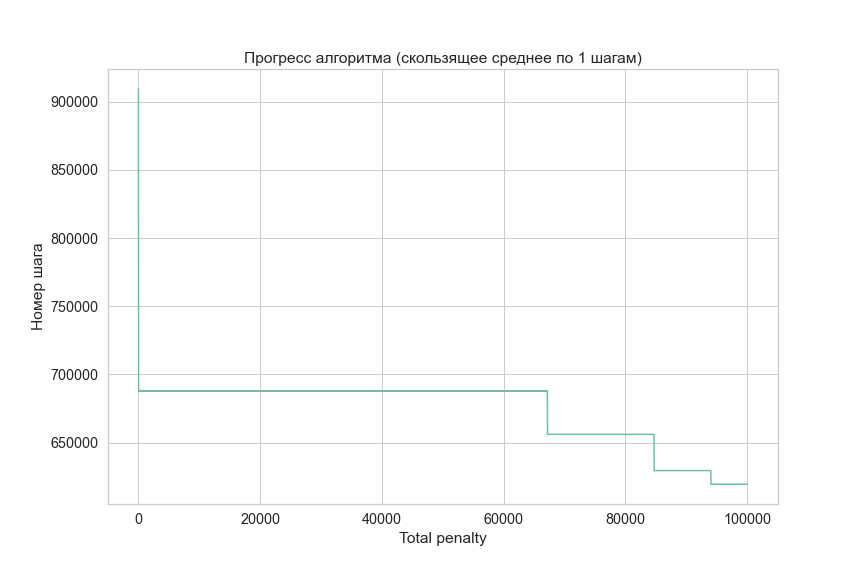 Прогресс алгоритма (скользящее среднее по 1 шагам)
900000
850000
800000
750000
700000
650000
Номер шага
0 20000 40000 60000 80000 100000
Total penalty